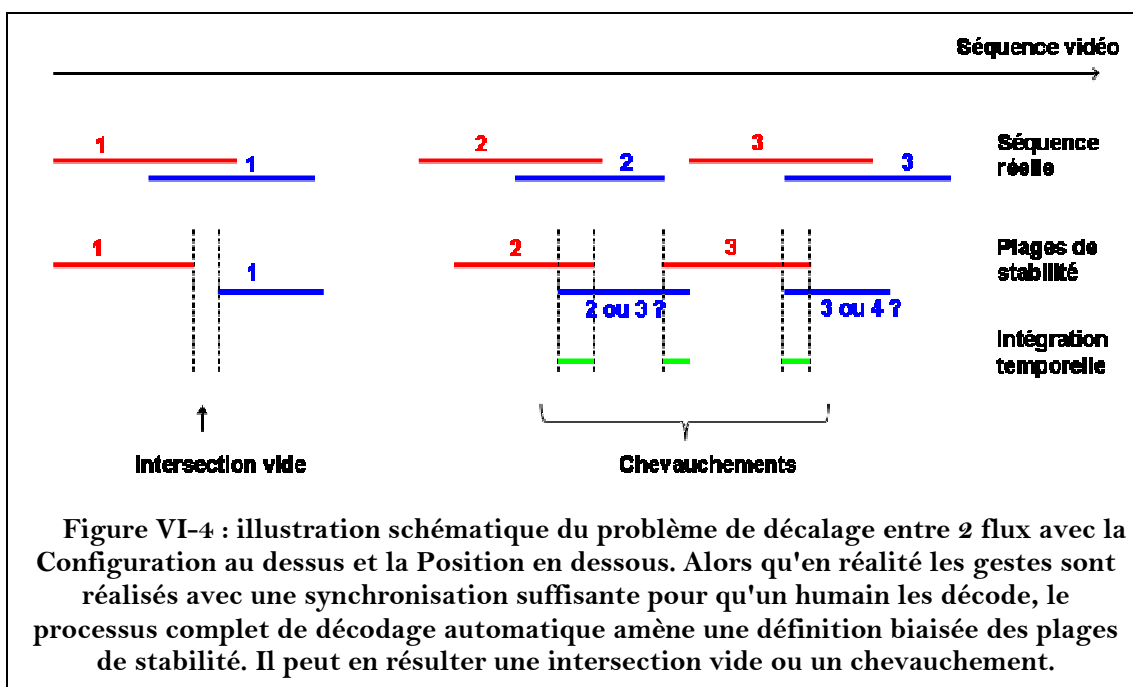 Séquence vidéo
1
2
3
1
2
3
Séquence
réelle
1
2
3
Plages de
stabilité
1
2 ou 3 ?
3 ou 4 ?
Intégration
temporelle
Intersection vide
Chevauchements
Figure VI-4 : illustration schématique du problème de décalage entre 2 flux avec la
Configuration au dessus et la Position en dessous. Alors qu'en réalité les gestes sont
réalisés avec une synchronisation suffisante pour qu'un humain les décode, le
processus complet de décodage automatique amène une définition biaisée des plages
de stabilité. Il peut en résulter une intersection vide ou un chevauchement.